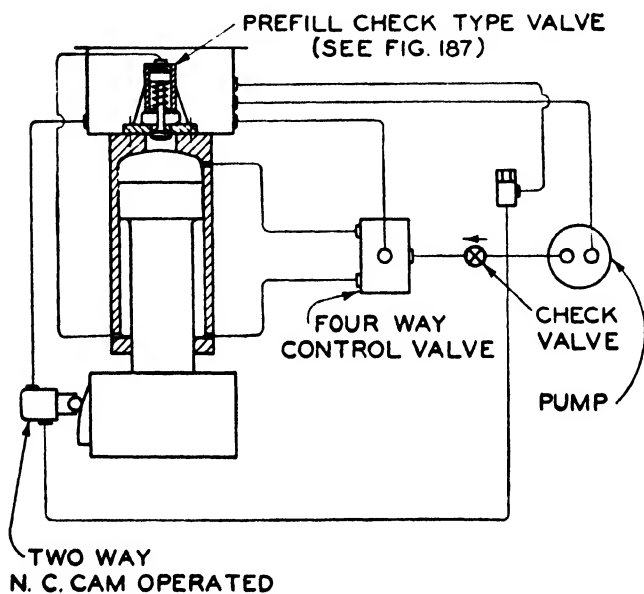 PREFILL CHECK TYPE VALVE
(SEE FIG. 187)
FOUR WAY
CONTROL VALVE
CHECK
VALVE
PUMP
TWO WAY
N. C. CAM OPERATED